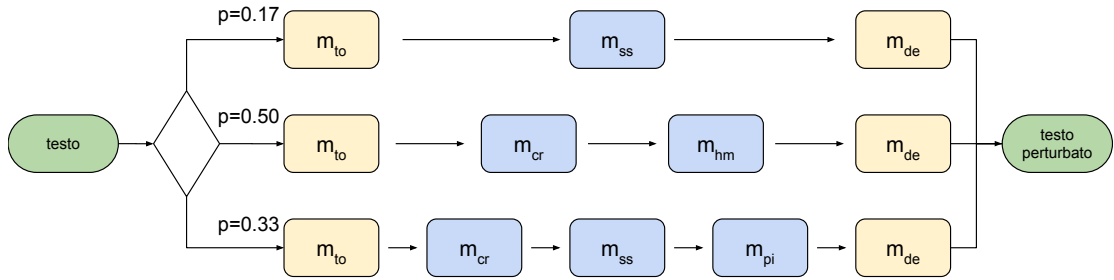 p=0.17
m_to
m_ss
m_de
testo
p=0.50
m_to
m_cr
m_hm
m_de
testo
perturbato
p=0.33
m_to
m_cr
m_ss
m_pi
m_de